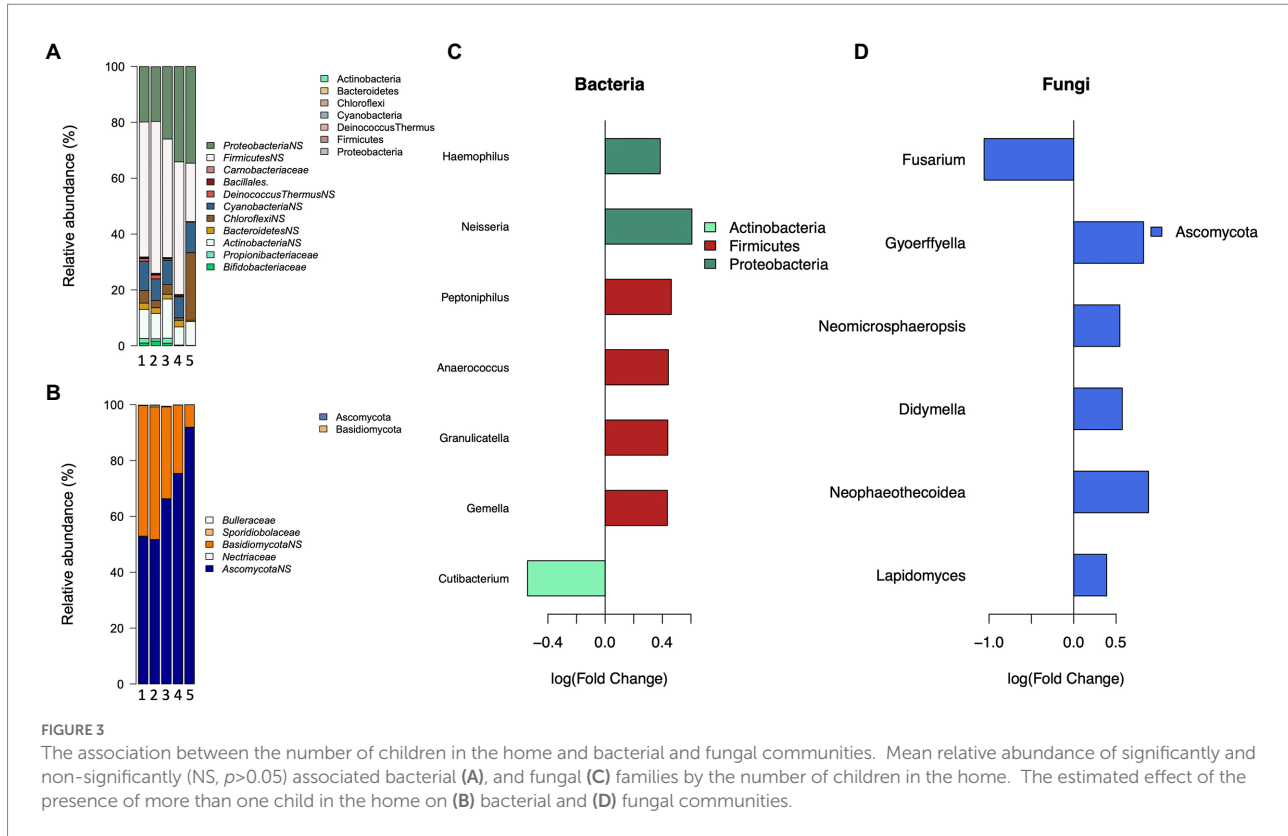 A
Relative abundance (%)
100
80
60
40
20
0
1 2 3 4 5
ProteobacteriaNS
FirmicutesNS
Carnobacteriaceae
Bacillales.
DeinococcusThermusNS
CyanobacteriaNS
ChloroflexiNS
BacteroidetesNS
ActinobacteriaNS
Propionibacteriaceae
Bifidobacteriaceae
Actinobacteria
Bacteroidetes
Chloroflexi
Cyanobacteria
DeinococcusThermus
Firmicutes
Proteobacteria
B
Relative abundance (%)
100
80
60
40
20
0
1 2 3 4 5
Ascomycota
Basidiomycota
Bulleraceae
Sporidiobolaceae
BasidiomycotaNS
Nectriaceae
AscomycotaNS
C
Bacteria
Haemophilus
Neisseria
Peptoniphilus
Anaerococcus
Granulicatella
Gemella
Cutibacterium
Actinobacteria
Firmicutes
Proteobacteria
−0.4 0.0 0.4
log(Fold Change)
D
Fungi
Fusarium
Gyoerffyella
Neomicrosphaeropsis
Didymella
Neophaeothecoidea
Lapidomyces
Ascomycota
−1.0 0.0 0.5
log(Fold Change)
FIGURE 3
The association between the number of children in the home and bacterial and fungal communities. Mean relative abundance of significantly and
non-significantly (NS, p>0.05) associated bacterial (A), and fungal (C) families by the number of children in the home. The estimated effect of the
presence of more than one child in the home on (B) bacterial and (D) fungal communities.